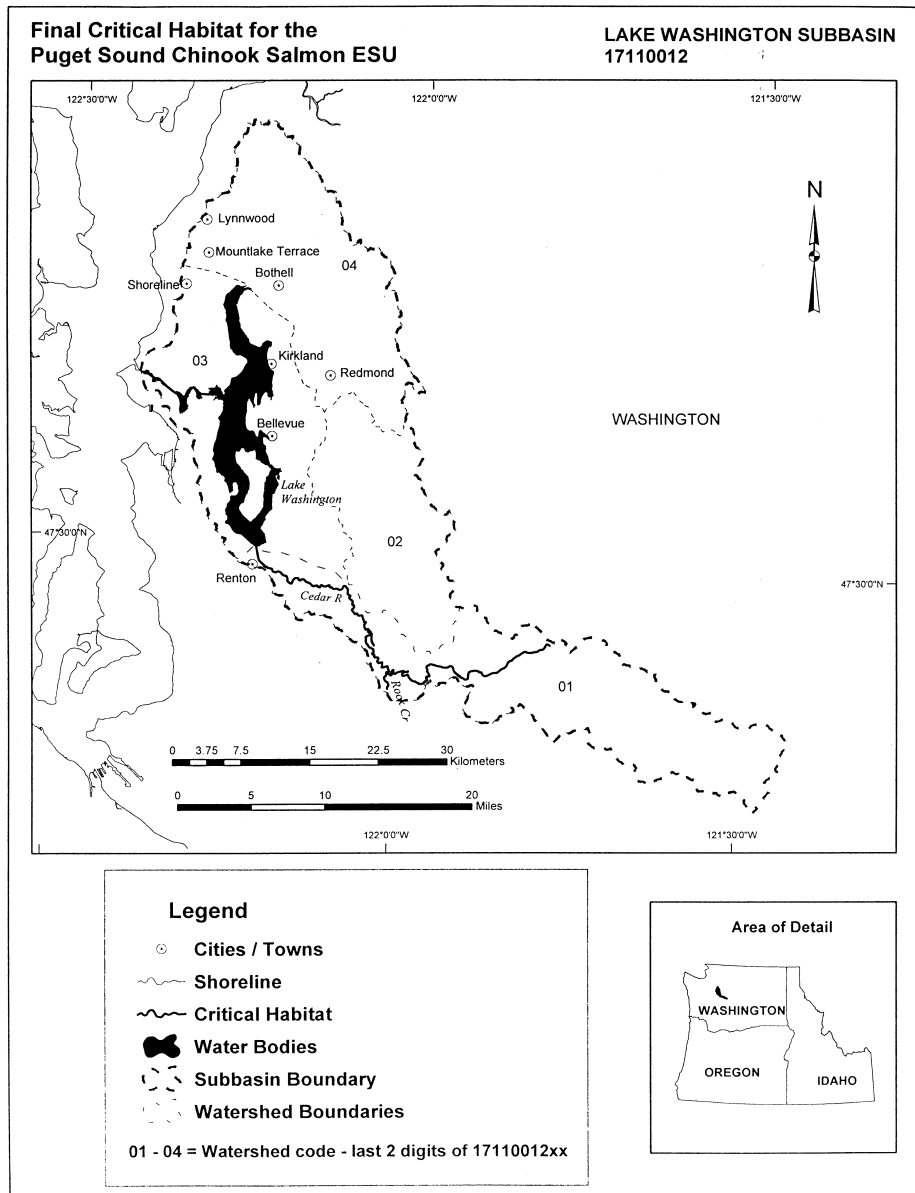 Final Critical Habitat for the
Puget Sound Chinook Salmon ESU
LAKE WASHINGTON SUBBASIN
17110012
122°30'0"W
122°0'0"W
121°30'0"W
N
Lynnwood
Mountlake Terrace
04
Bothell
Shoreline
03
Kirkland
Redmond
WASHINGTON
Bellevue
Lake
Washington
47°30'0"N
02
Renton
47°30'0"N
Cedar R
01
Rock Cr
0 3.75 7.5 15 22.5 30
Kilometers
0 5 10 20
Miles
122°0'0"W
121°30'0"W
Legend
Cities / Towns
Shoreline
Critical Habitat
Water Bodies
Subbasin Boundary
Watershed Boundaries
01 - 04 = Watershed code - last 2 digits of 17110012xx
Area of Detail
WASHINGTON
OREGON
IDAHO